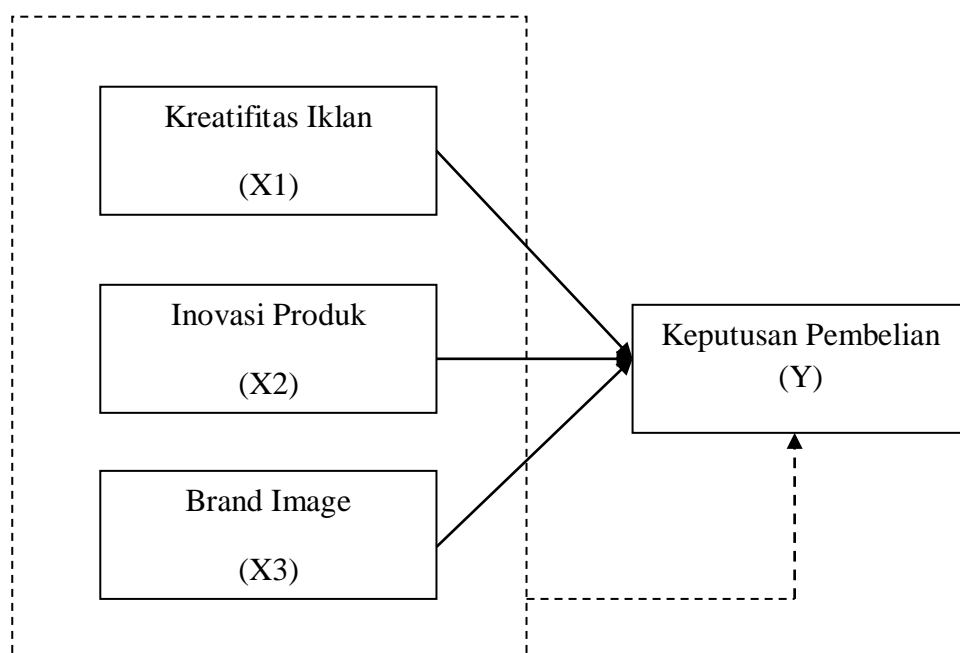 Kreatifitas Iklan
(X1)
Inovasi Produk
(X2)
Brand Image
(X3)
Keputusan Pembelian
(Y)